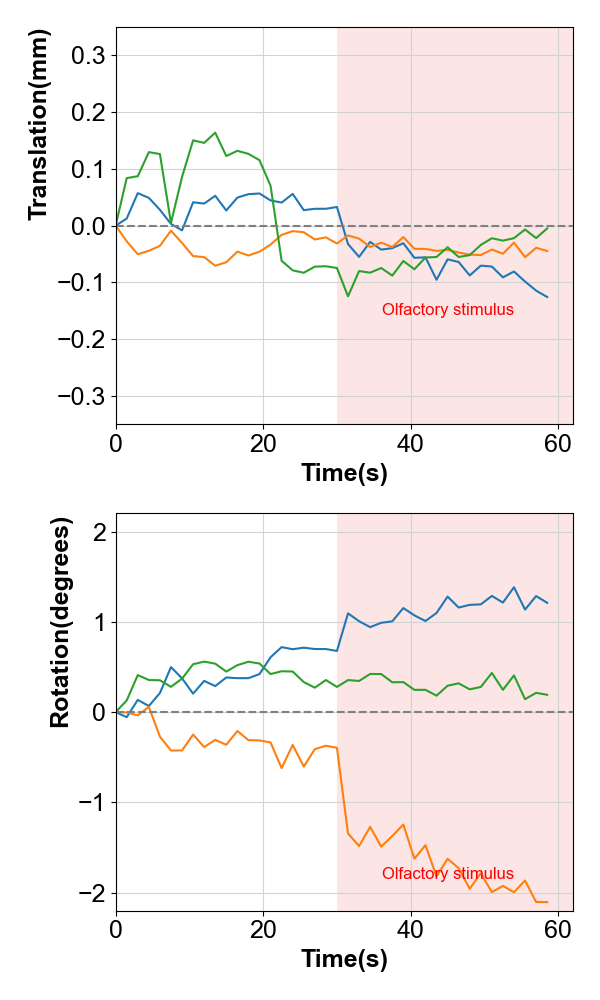 Translation(mm)
0.3
0.2
0.1
0.0
−0.1
−0.2
−0.3
Olfactory stimulus
0 20 40 60
Time(s)
Rotation(degrees)
2
1
0
−1
−2
Olfactory stimulus
0 20 40 60
Time(s)